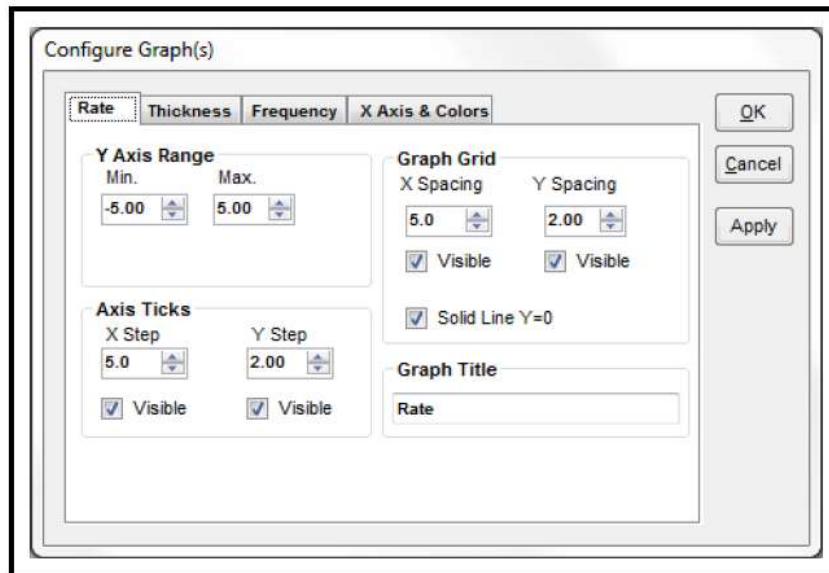 Configure Graph(s)
Rate Thickness Frequency X Axis & Colors
Y Axis Range
Min. Max.
-5.00 5.00
Axis Ticks
X Step Y Step
5.0 2.00
Visible Visible
Graph Grid
X Spacing Y Spacing
5.0 2.00
Visible Visible
Solid Line Y=0
Graph Title
Rate
OK
Cancel
Apply